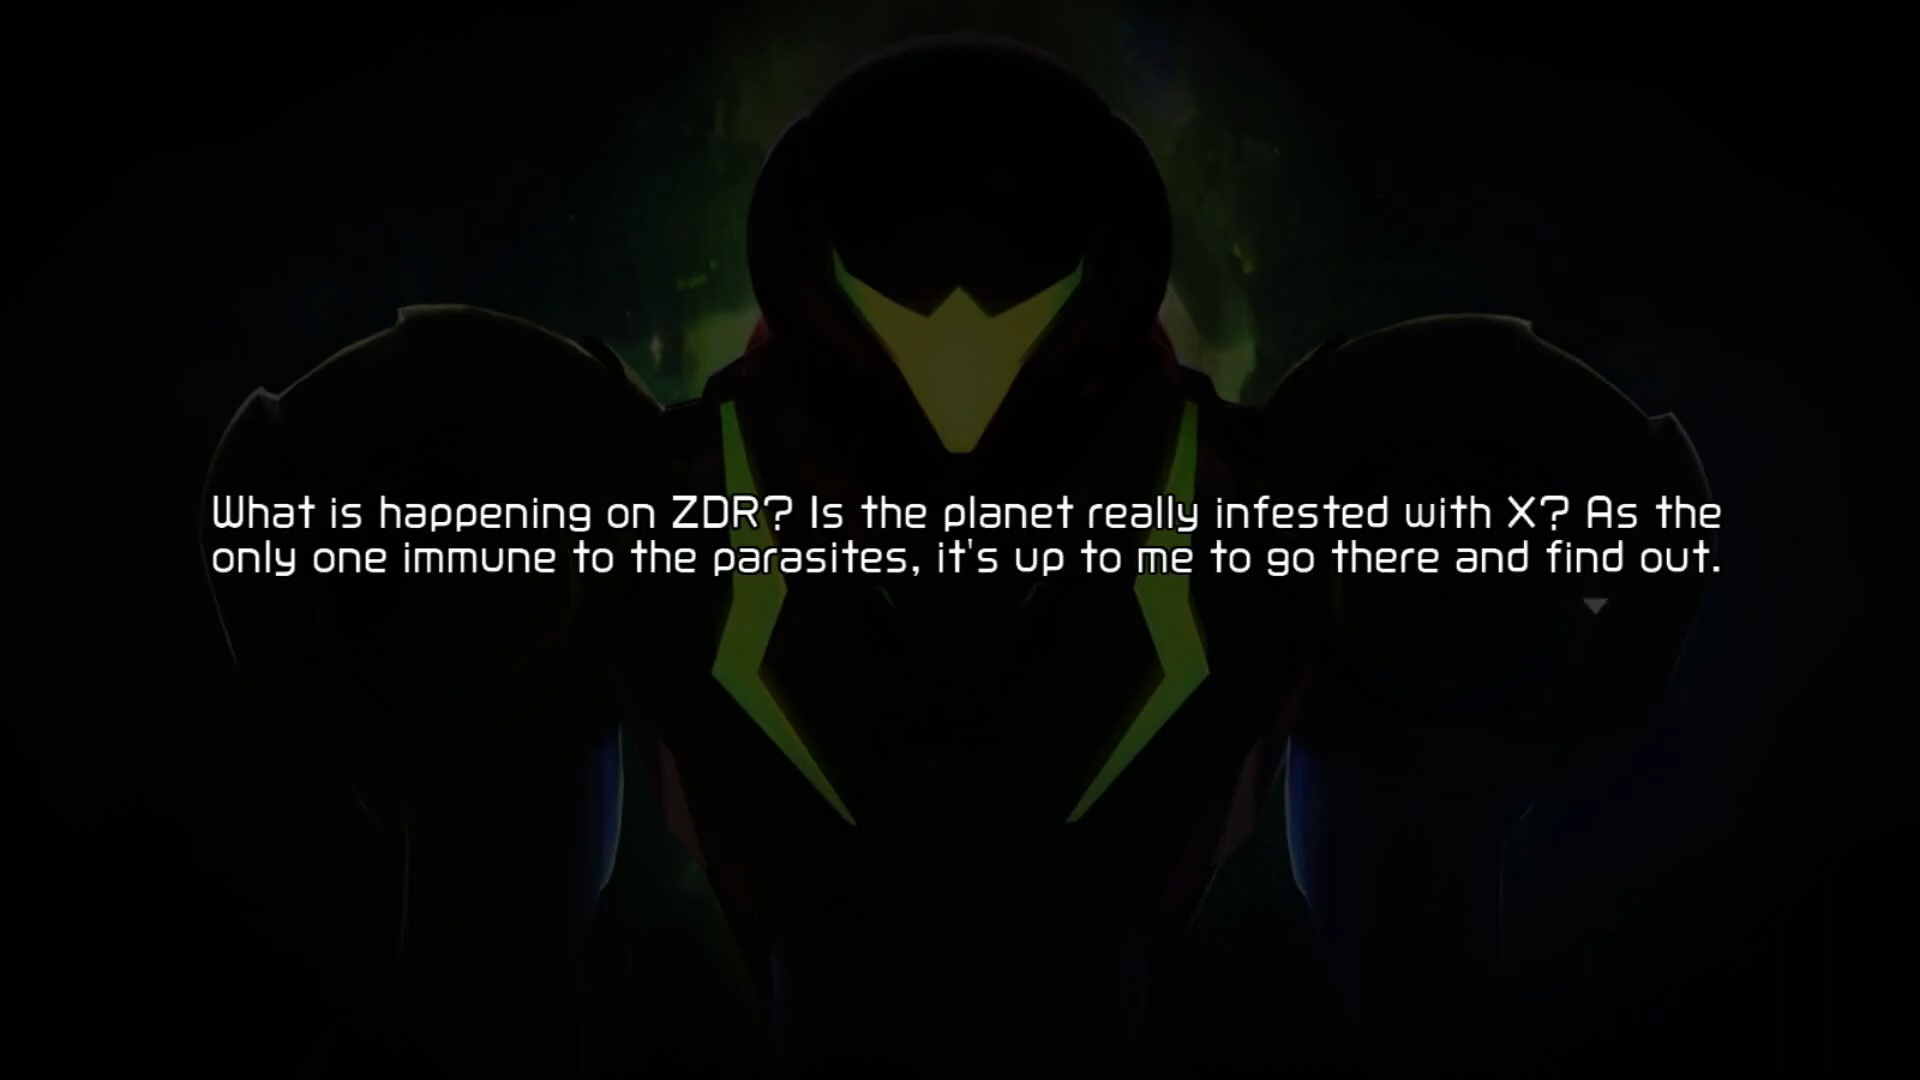 What is happening on ZDR? Is the planet really infested with X? As the
only one immune to the parasites, it's up to me to go there and find out.